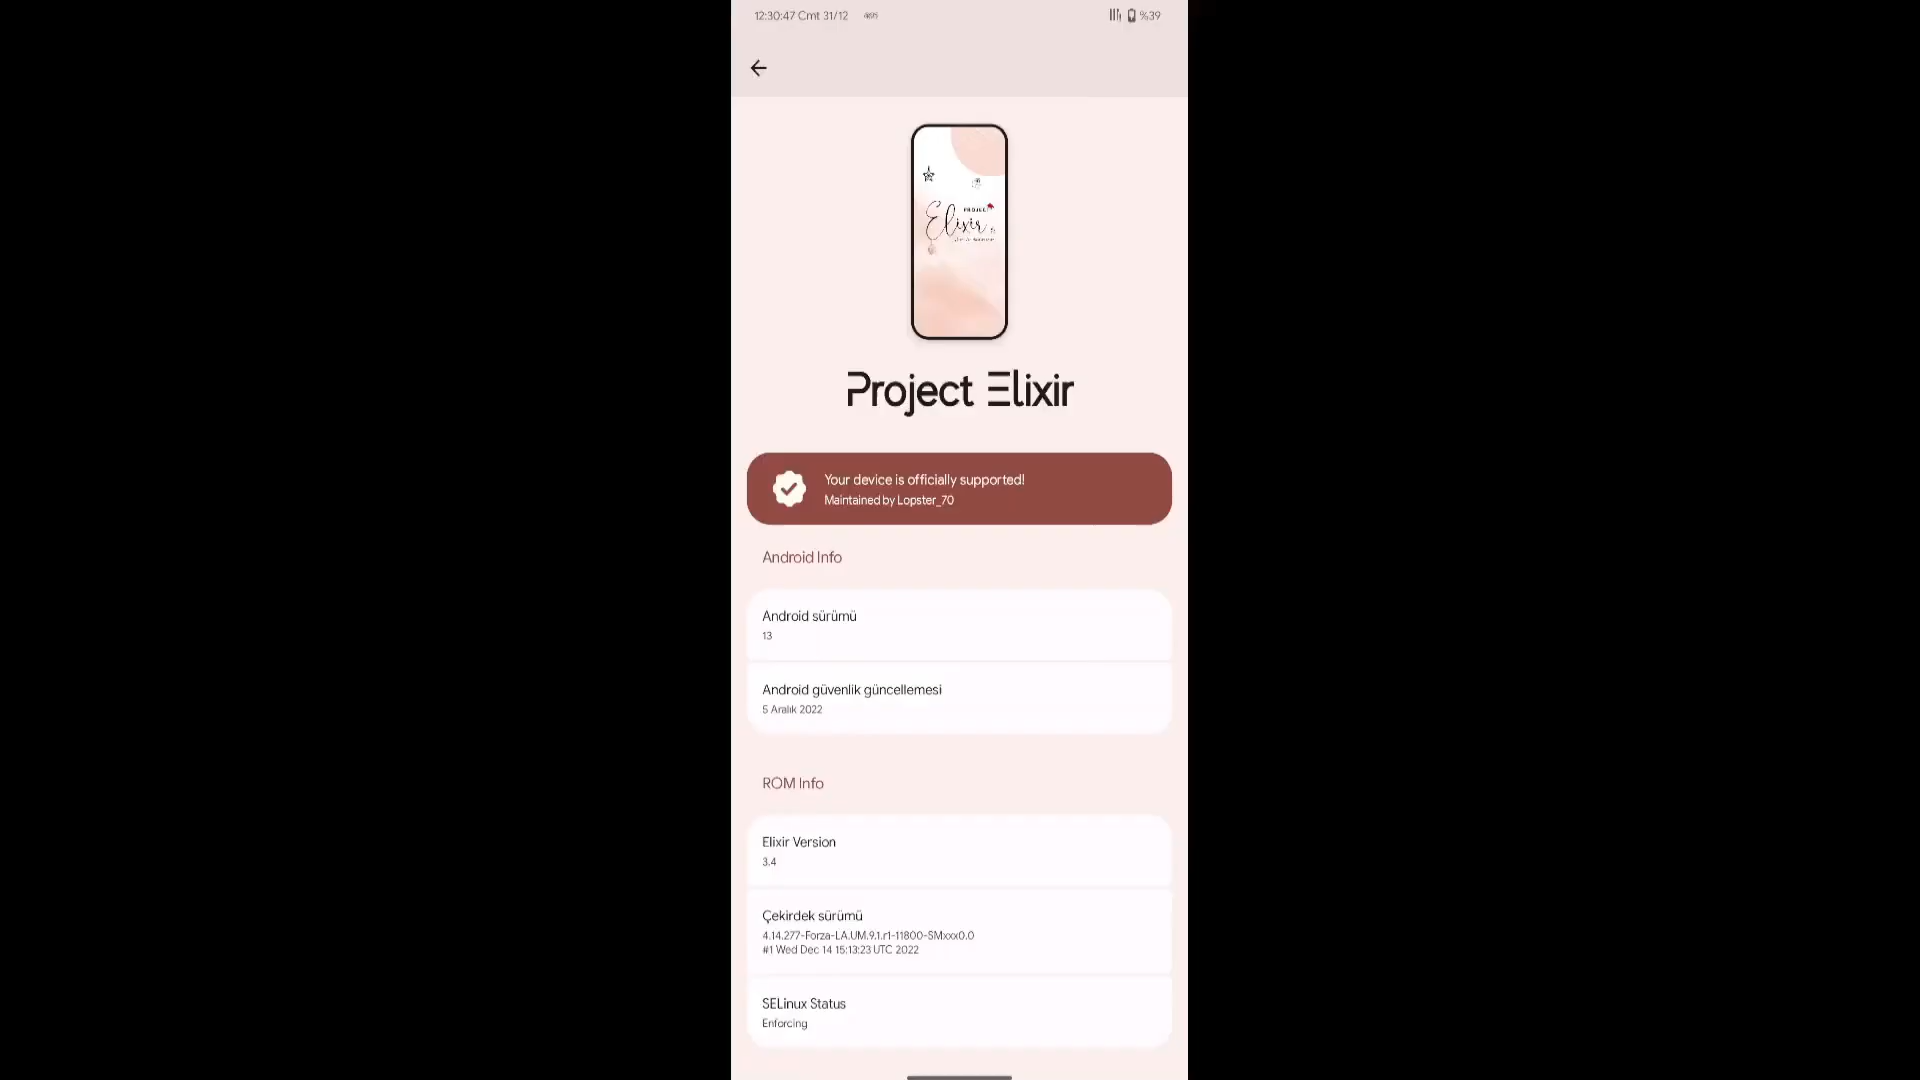 12:30:47 Cmt 31/12
%39
PROJECT
Elixir
Project Elixir
Your device is officially supported!
Maintained by Lopster_70
Android Info
Android sürümü
13
Android güvenlik güncellemesi
5 Aralık 2022
ROM Info
Elixir Version
3.4
Çekirdek sürümü
4.14.277-Forza-LA.UM.9.1.r1-11800-SMxxx0.0
#1 Wed Dec 14 15:13:23 UTC 2022
SELinux Status
Enforcing